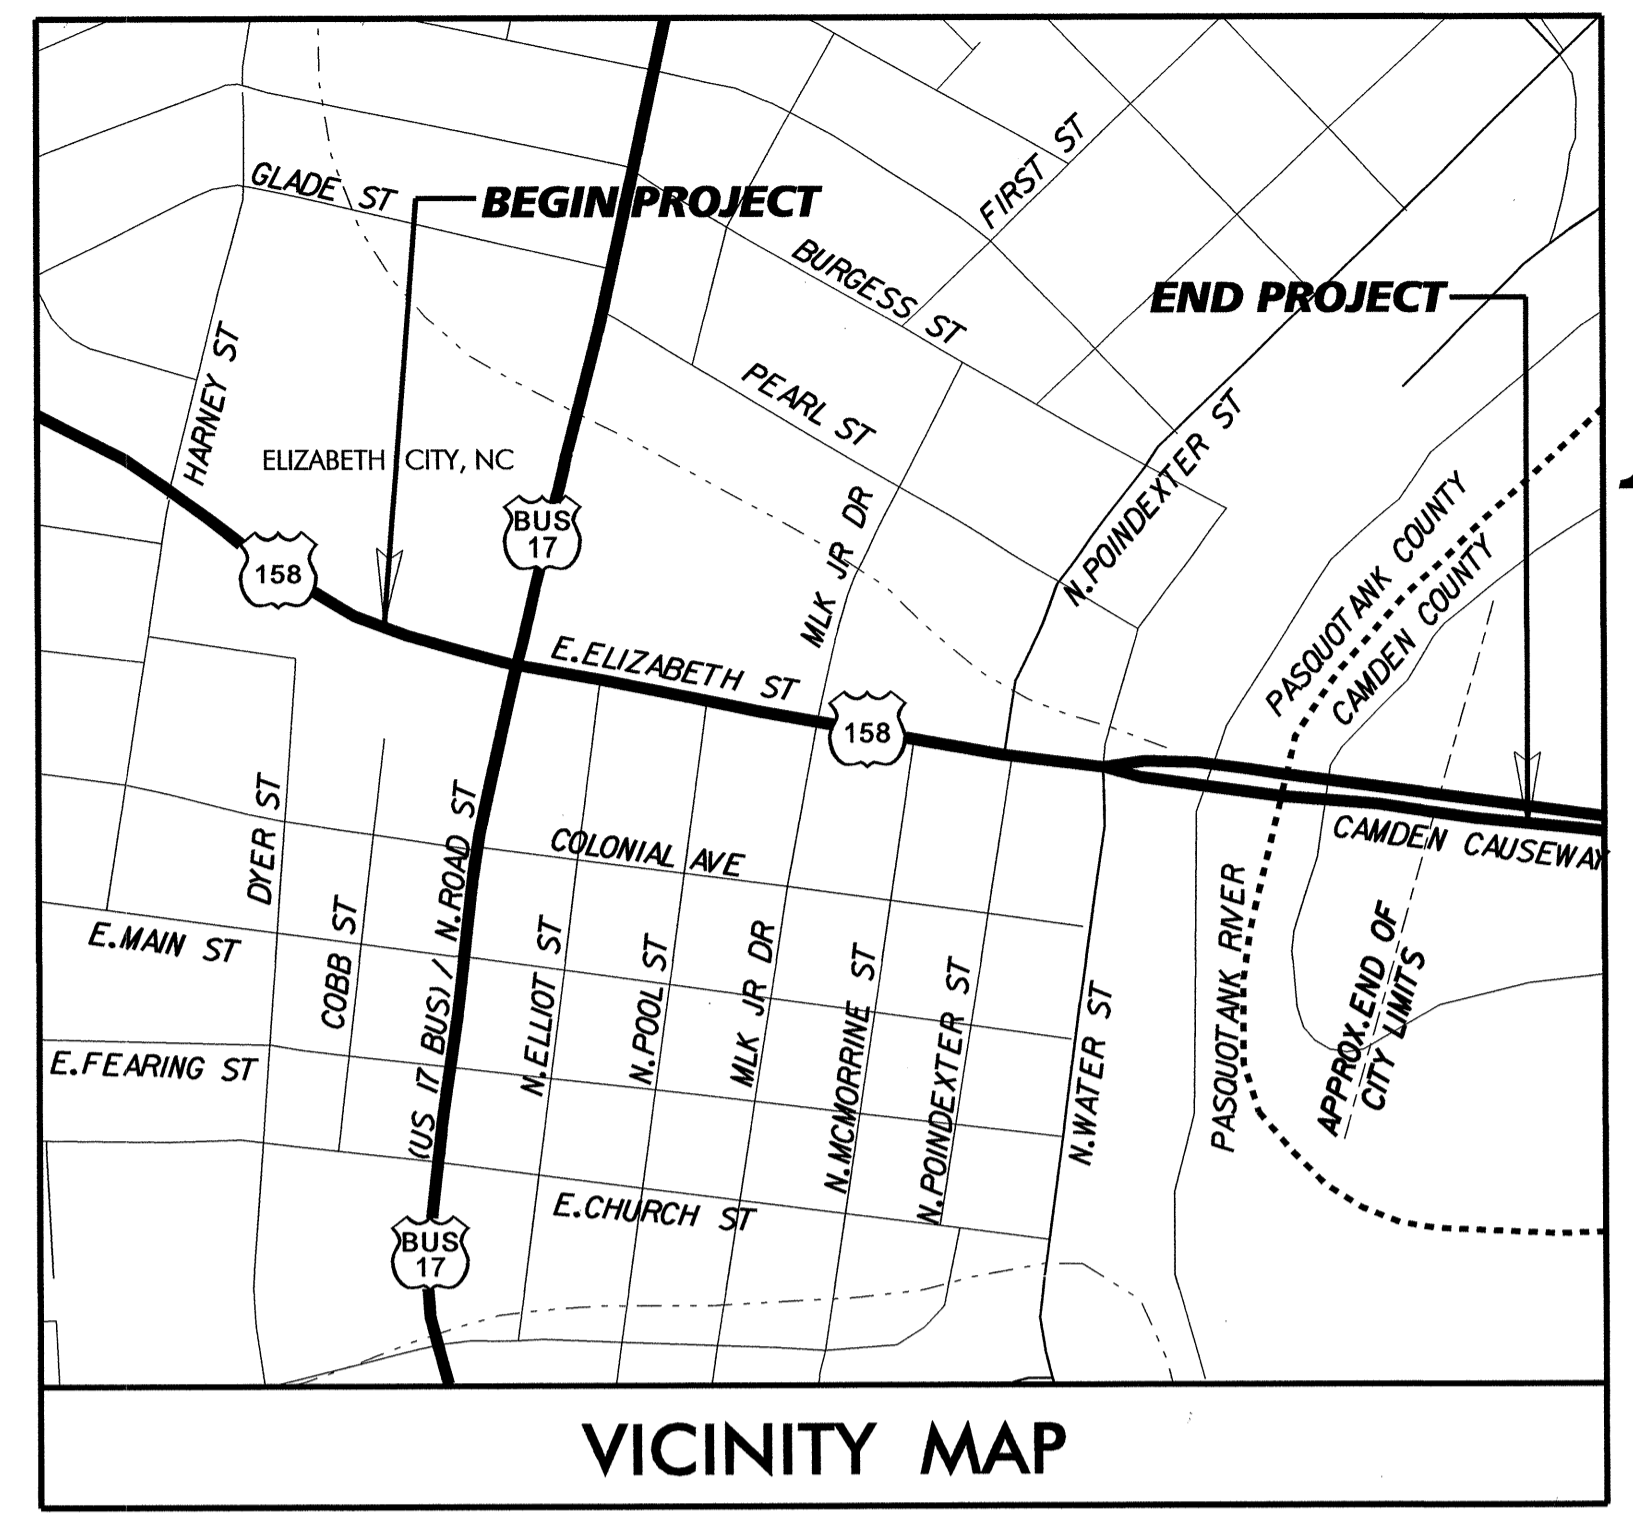 GLADE ST
BEGIN PROJECT
FIRST ST
BURGESS ST
END PROJECT
HARNEY ST
PEARL ST
ELIZABETH CITY, NC
N.POINDEXTER ST
BUS
17
158
MLK JR DR
PASQUOTANK COUNTY
CAMDEN COUNTY
E.ELIZABETH ST
158
DYER ST
COLONIAL AVE
CAMDEN CAUSEWAY
E.MAIN ST
COBB ST
(US 17 BUS) / N.ROAD ST
N.ELLIOT ST
N.POOL ST
MLK JR DR
N.MCMORRINE ST
N.POINDEXTER ST
N.WATER ST
PASQUOTANK RIVER
APPROX.END OF
CITY LIMITS
E.FEARING ST
E.CHURCH ST
BUS
17
VICINITY MAP